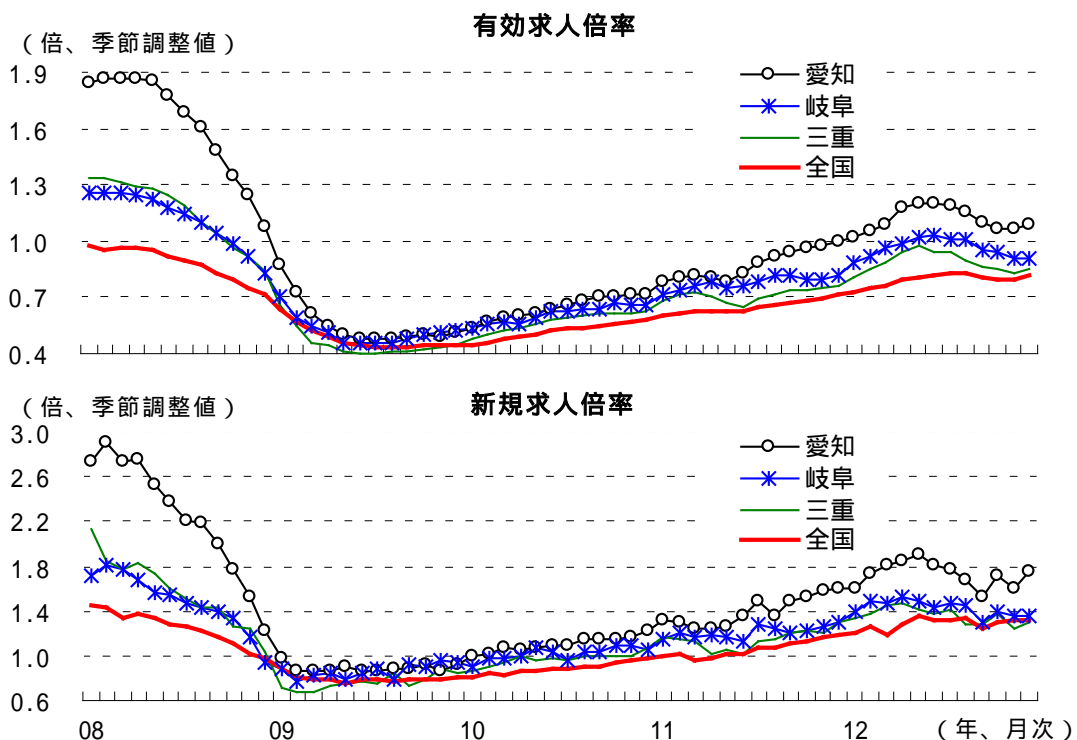 有効求人倍率
（倍、季節調整値）
1.9
1.6
1.3
1.0
0.7
0.4
愛知
岐阜
三重
全国
新規求人倍率
（倍、季節調整値）
3.0
2.6
2.2
1.8
1.4
1.0
0.6
愛知
岐阜
三重
全国
08 09 10 11 12 （年、月次）